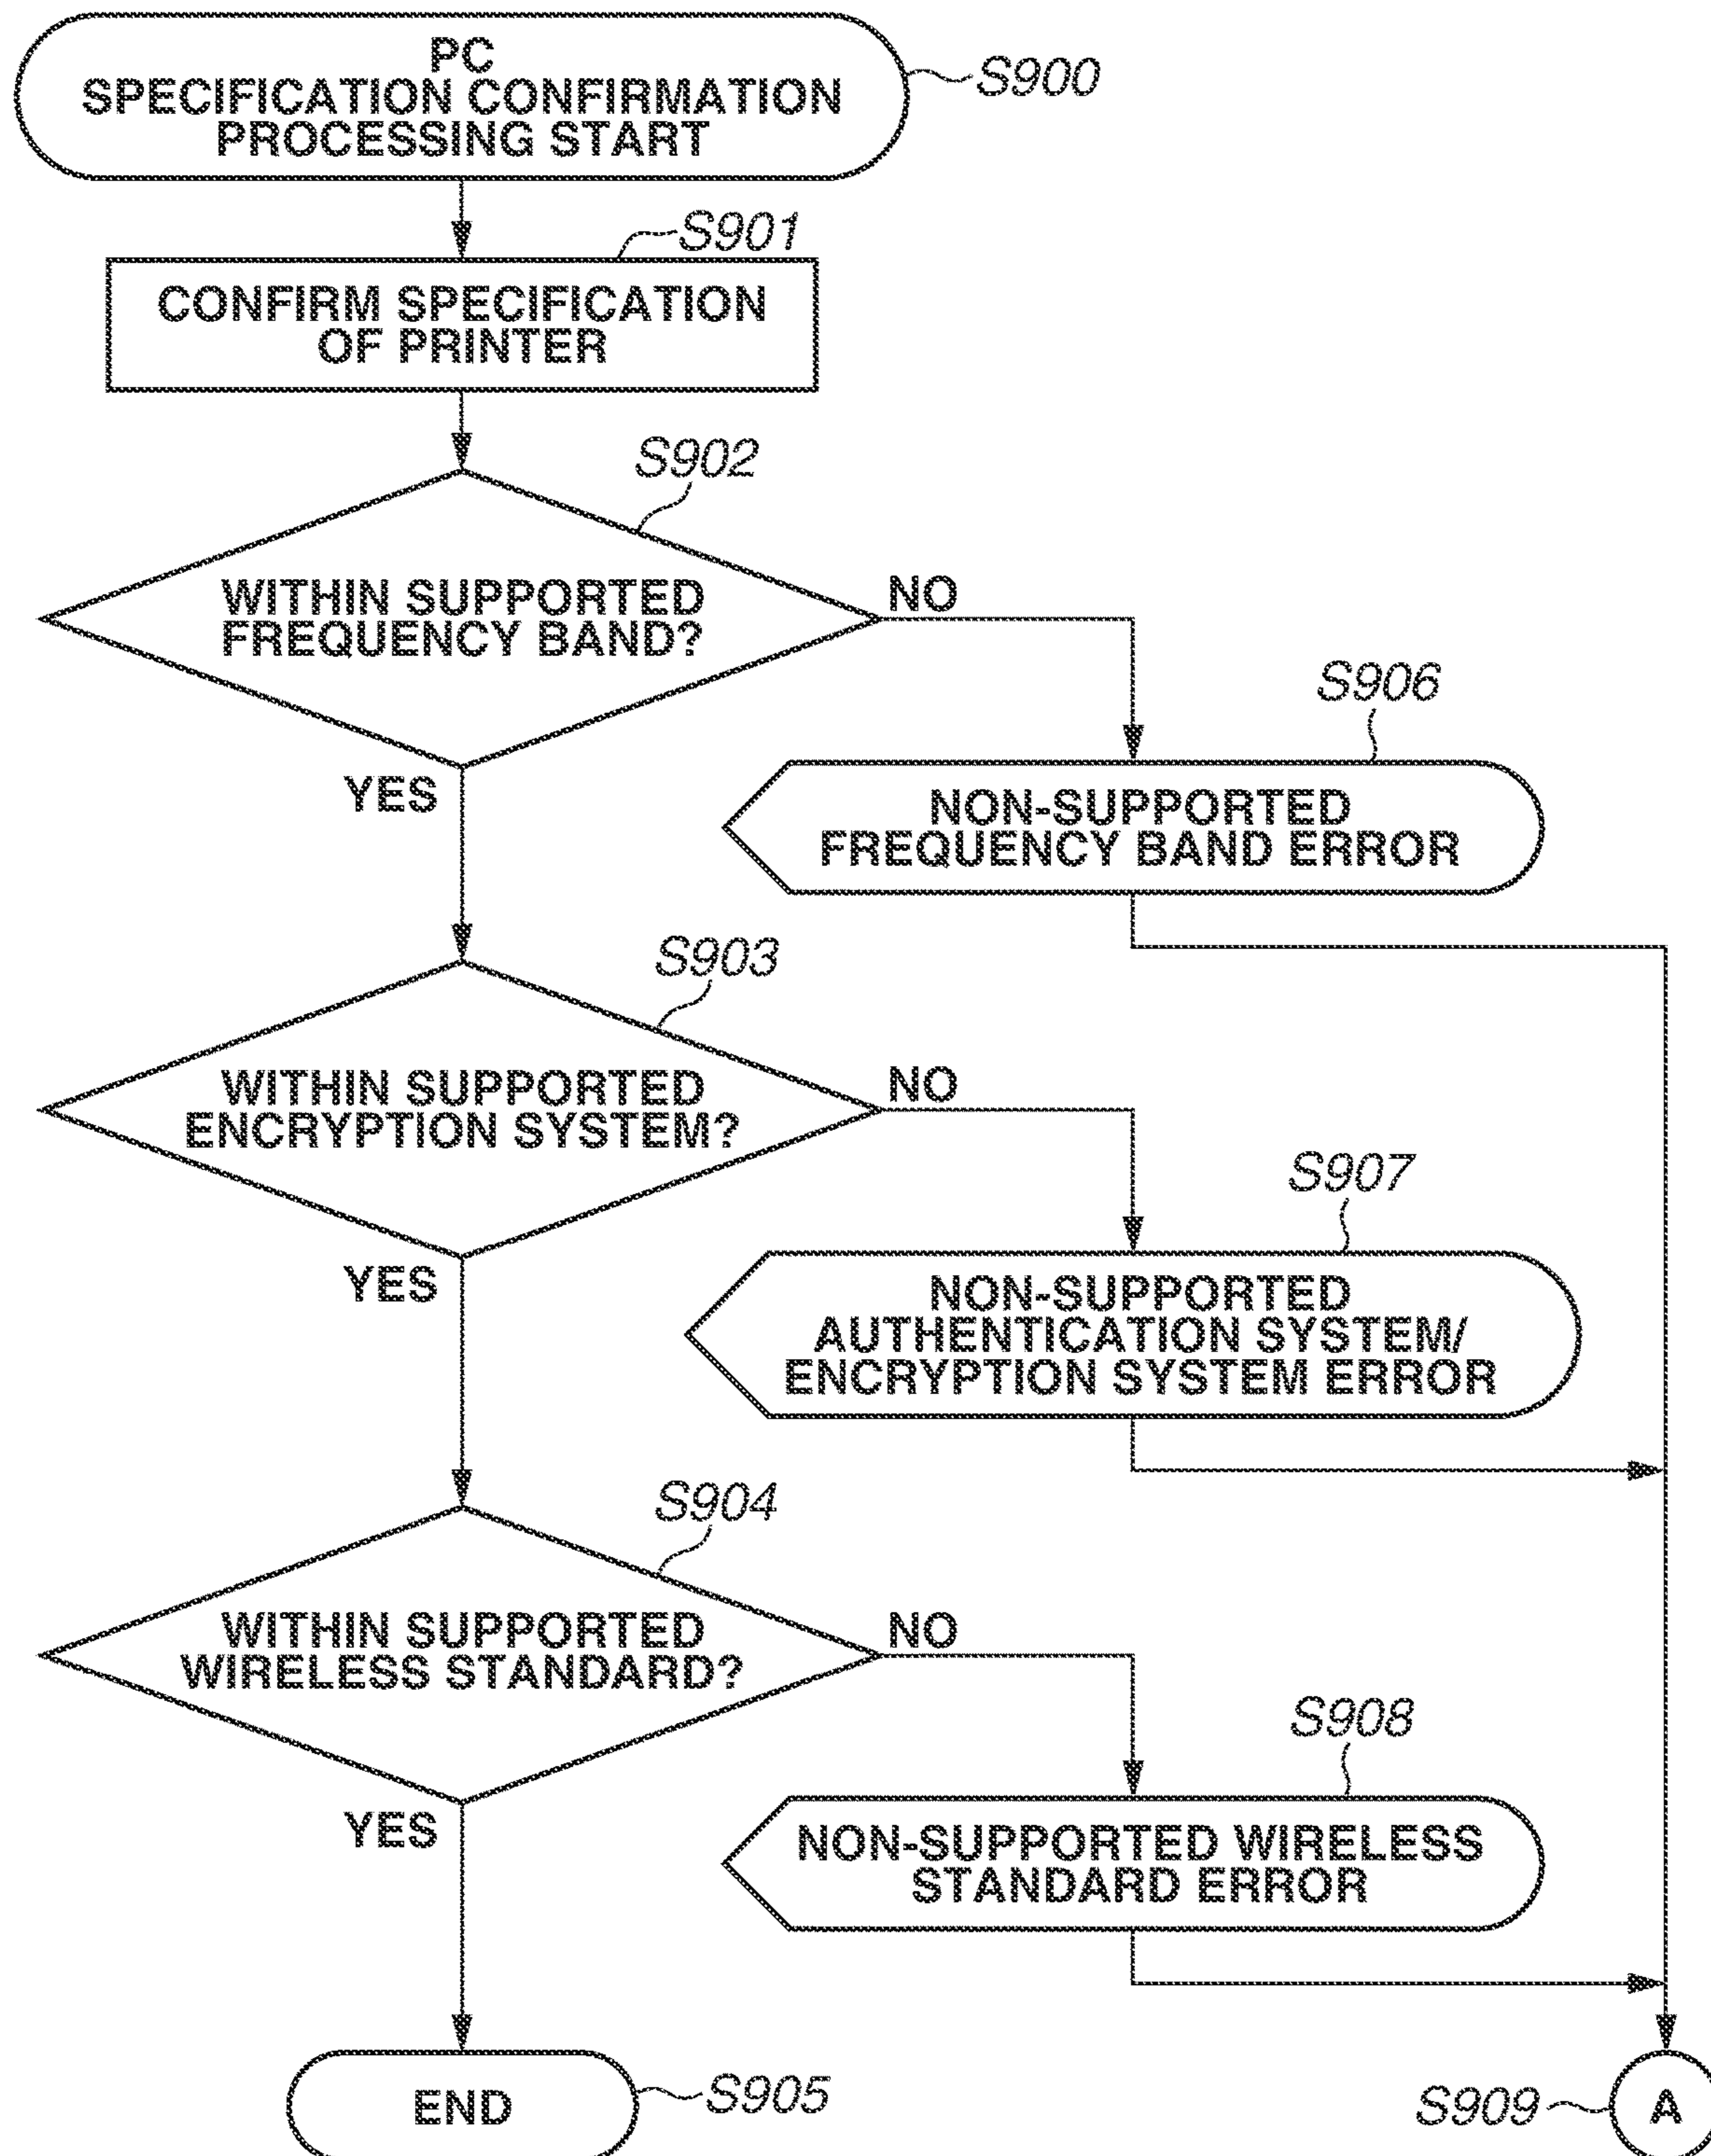 PC
SPECIFICATION CONFIRMATION
PROCESSING START
S900
S901
CONFIRM SPECIFICATION
OF PRINTER
S902
WITHIN SUPPORTED
FREQUENCY BAND?
NO
YES
S906
NON-SUPPORTED
FREQUENCY BAND ERROR
S903
WITHIN SUPPORTED
ENCRYPTION SYSTEM?
NO
YES
S907
NON-SUPPORTED
AUTHENTICATION SYSTEM/
ENCRYPTION SYSTEM ERROR
S904
WITHIN SUPPORTED
WIRELESS STANDARD?
NO
YES
S908
NON-SUPPORTED WIRELESS
STANDARD ERROR
END
S905
S909
A